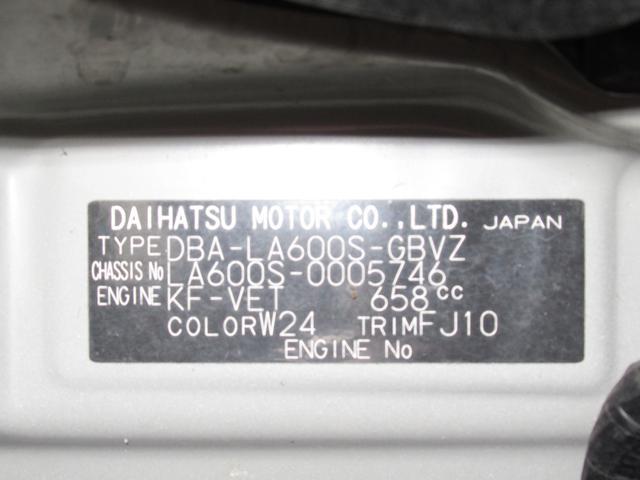 DAIHATSU MOTOR CO.,LTD. JAPAN
TYPE DBA-LA600S-GBVZ
CHASSIS No LA600S-0005746
ENGINE KF-VET 658cc
COLOR W24 TRIM FJ10
ENGINE No